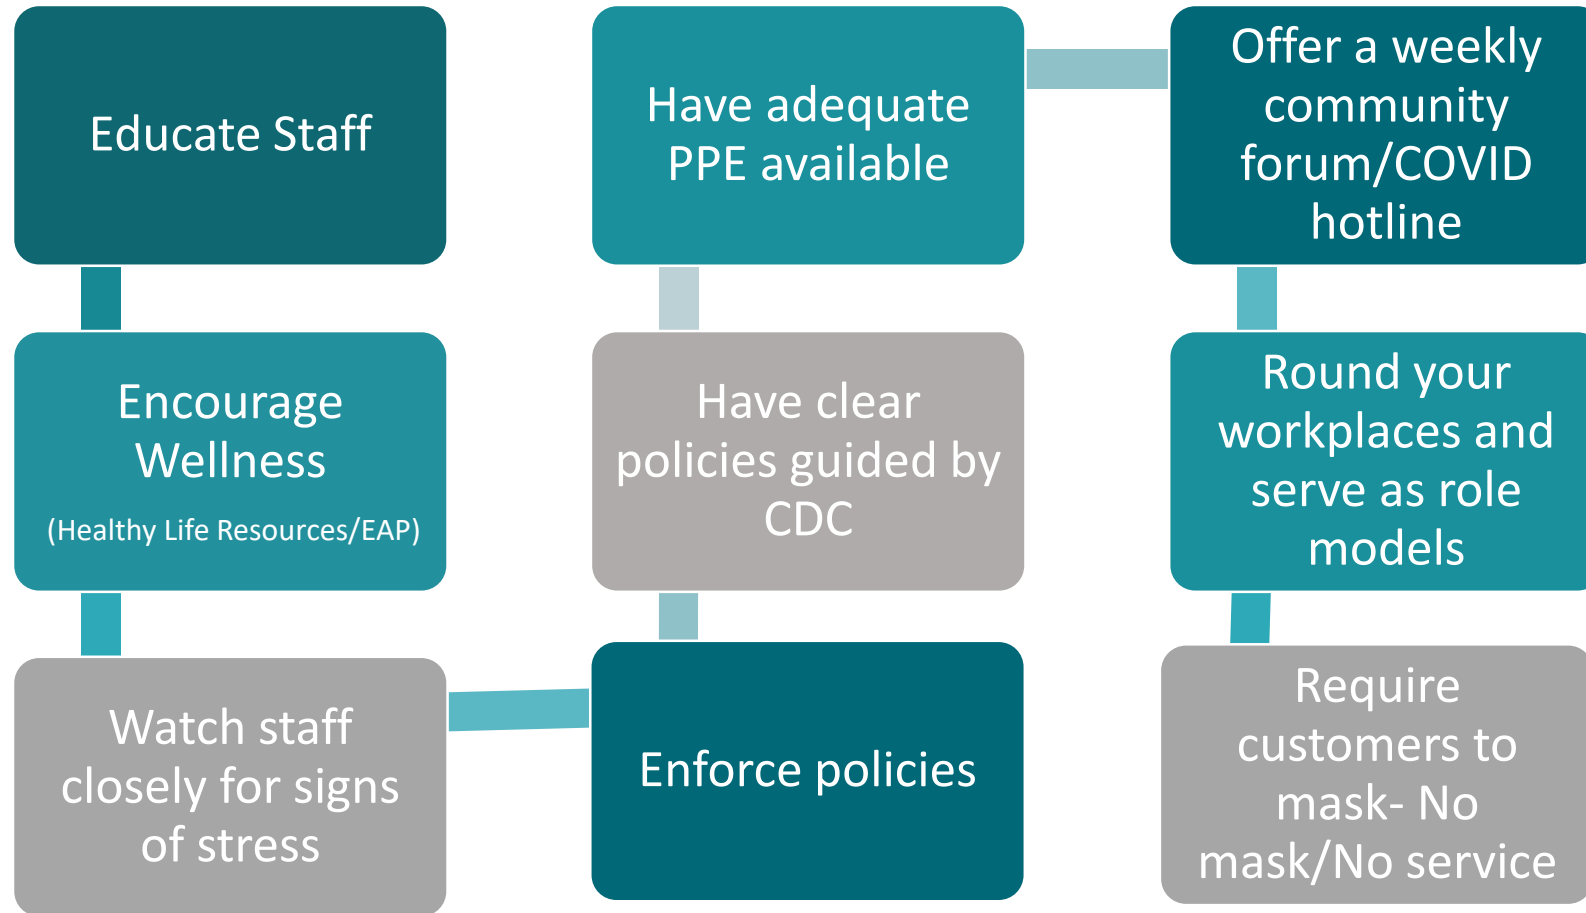 Educate Staff
Encourage
Wellness
(Healthy Life Resources/EAP)
Watch staff
closely for signs
of stress
Enforce policies
Have clear
policies guided by
CDC
Have adequate
PPE available
Offer a weekly
community
forum/COVID
hotline
Round your
workplaces and
serve as role
models
Require
customers to
mask- No
mask/No service